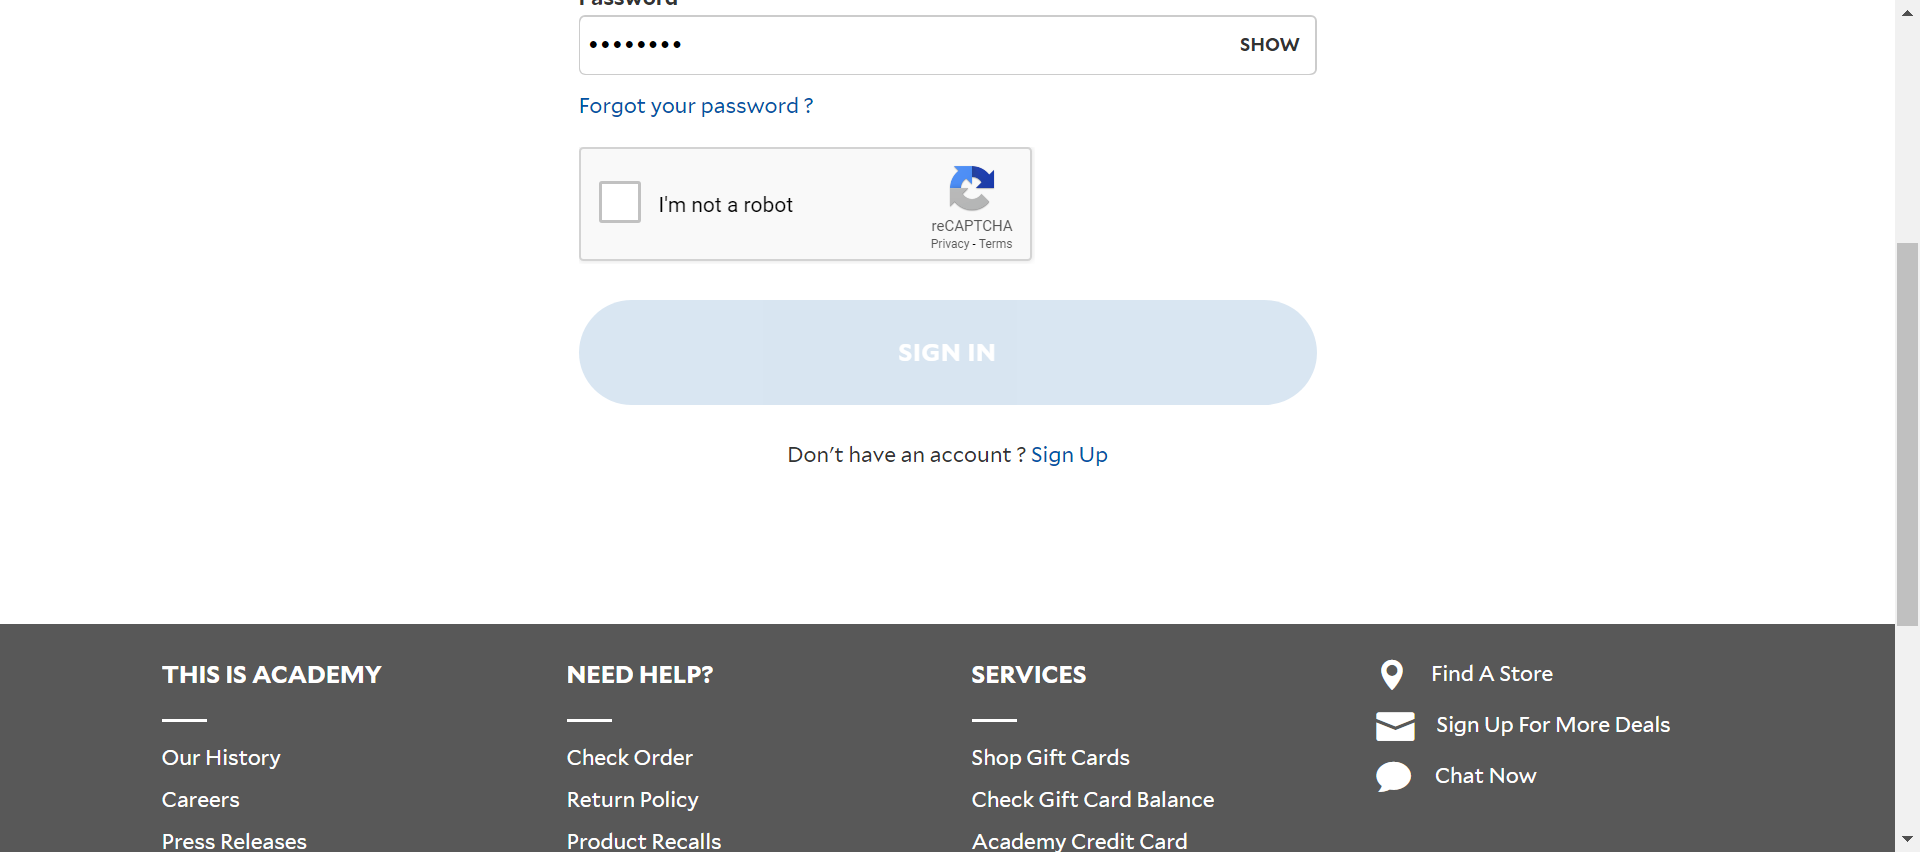 Password
••••••••
SHOW
Forgot your password ?
I'm not a robot
reCAPTCHA
Privacy - Terms
SIGN IN
Don't have an account ? Sign Up
THIS IS ACADEMY
Our History
Careers
Press Releases
NEED HELP?
Check Order
Return Policy
Product Recalls
SERVICES
Shop Gift Cards
Check Gift Card Balance
Academy Credit Card
Find A Store
Sign Up For More Deals
Chat Now